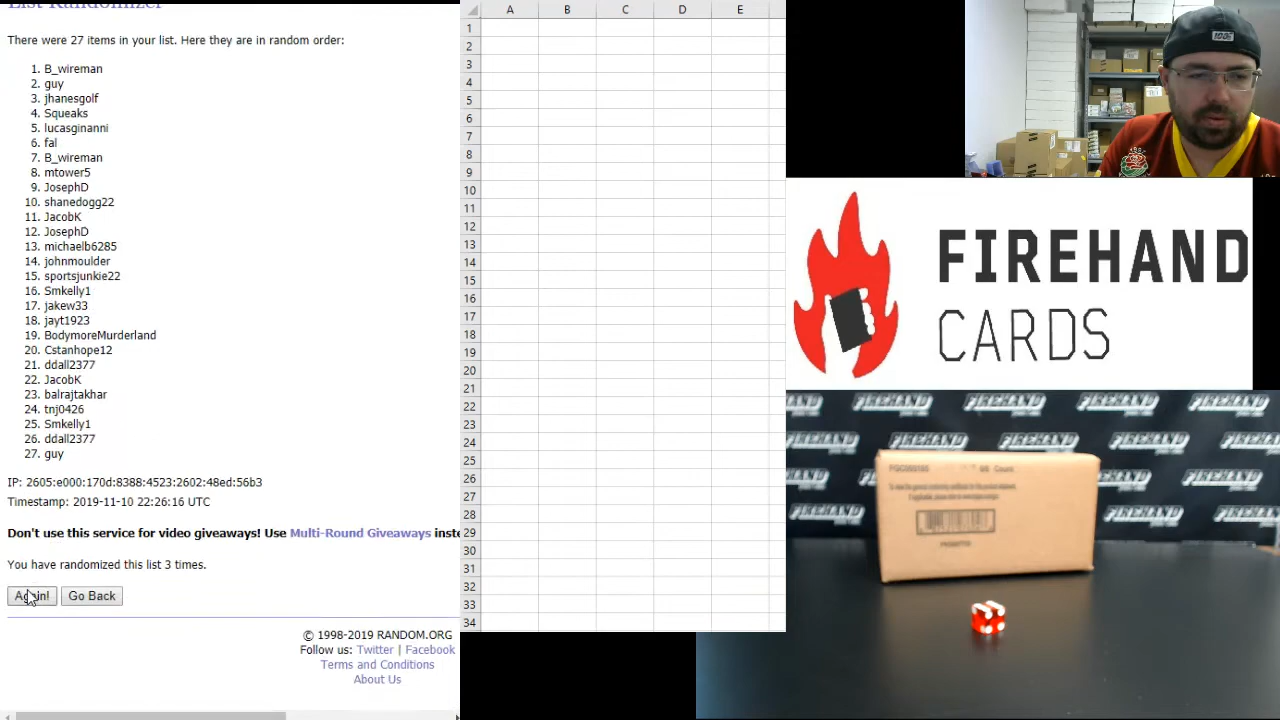 List Randomizer
There were 27 items in your list. Here they are in random order:
1. B_wireman
2. guy
3. jhanesgolf
4. Squeaks
5. lucasginanni
6. fal
7. B_wireman
8. mtower5
9. JosephD
10. shanedogg22
11. JacobK
12. JosephD
13. michaelb6285
14. johnmoulder
15. sportsjunkie22
16. Smkelly1
17. jakew33
18. jayt1923
19. BodymoreMurderland
20. Cstanhope12
21. ddall2377
22. JacobK
23. balrajtakhar
24. tnj0426
25. Smkelly1
26. ddall2377
27. guy
IP: 2605:e000:170d:8388:4523:2602:48ed:56b3
Timestamp: 2019-11-10 22:26:16 UTC
Don't use this service for video giveaways! Use Multi-Round Giveaways inste
You have randomized this list 3 times.
Again! Go Back
© 1998-2019 RANDOM.ORG
Follow us: Twitter | Facebook
Terms and Conditions
About Us
A B C D E
1
2
3
4
5
6
7
8
9
10
11
12
13
14
15
16
17
18
19
20
21
22
23
24
25
26
27
28
29
30
31
32
33
34
FIREHAND
CARDS
FIREHAND FIREHAND FIREHAND
FIREHAND FIREHAND
Count